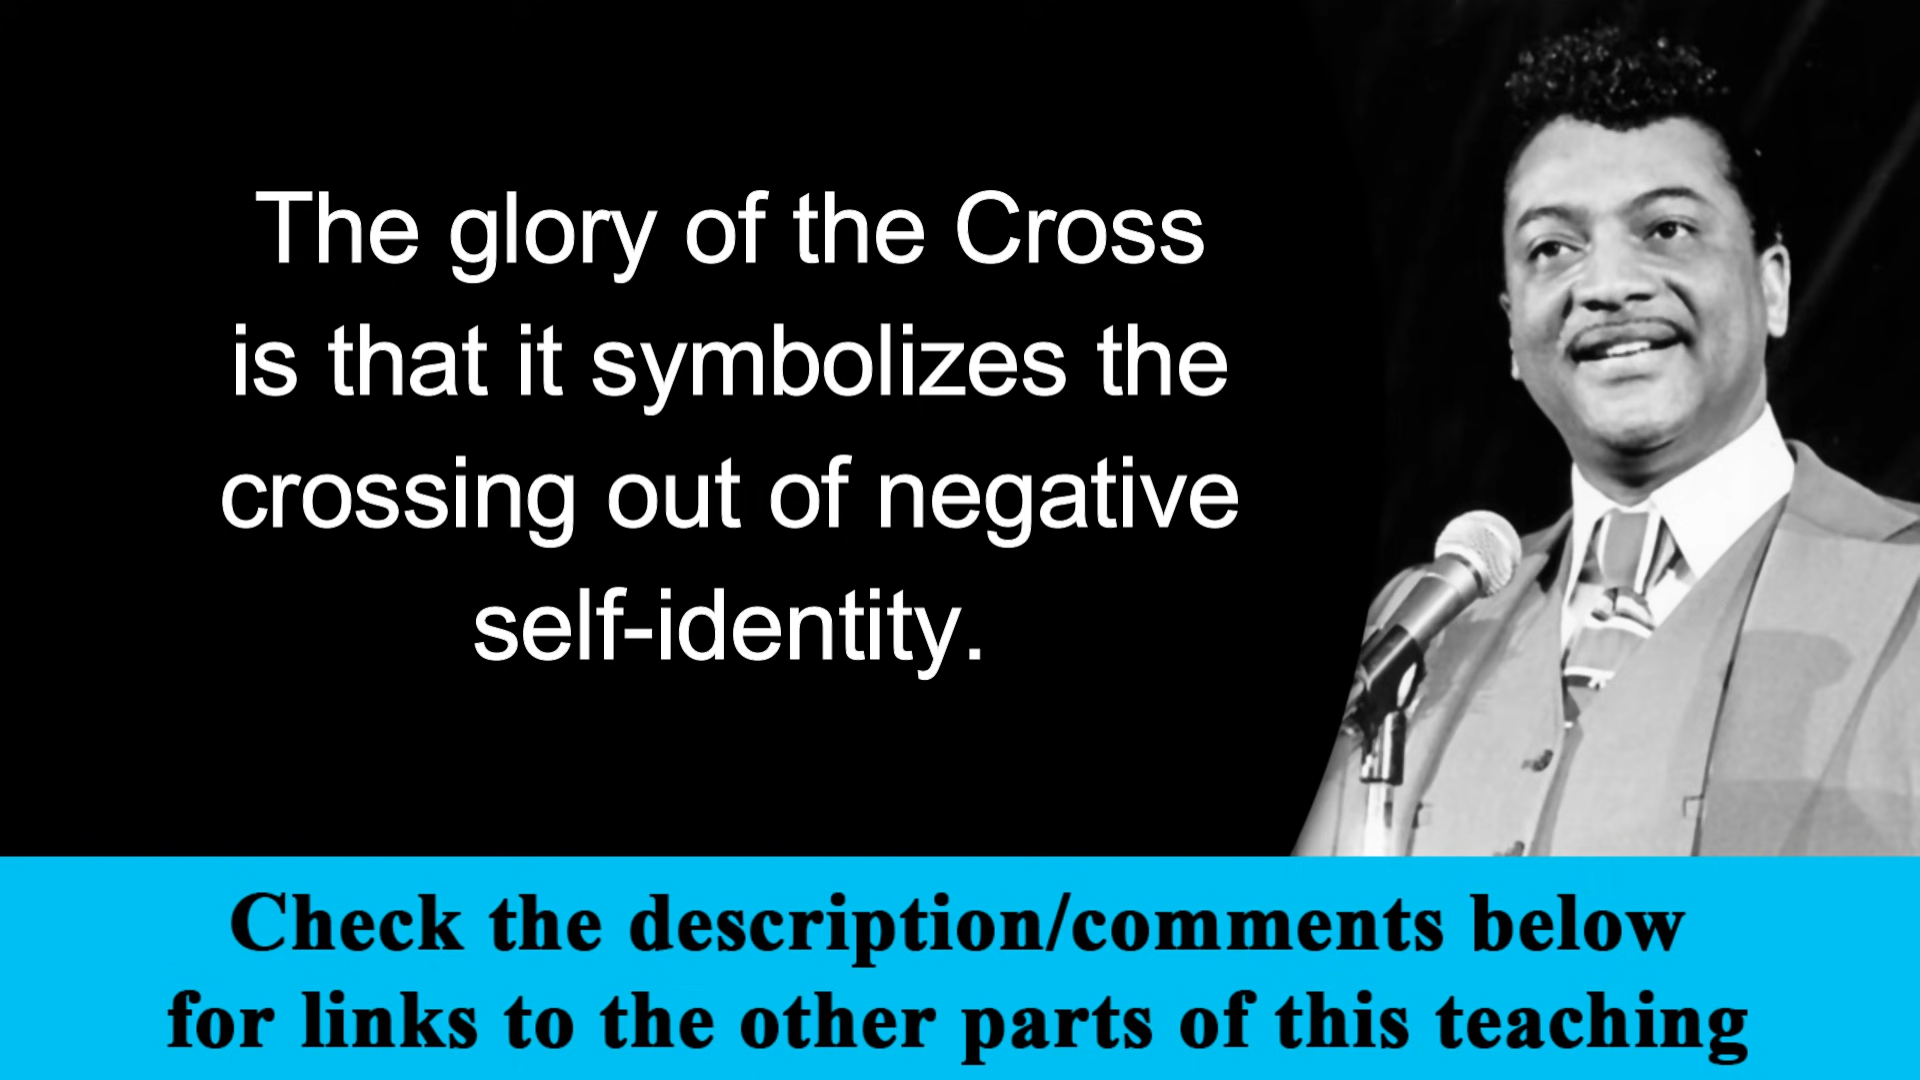 The glory of the Cross
is that it symbolizes the
crossing out of negative
self-identity.
Check the description/comments below
for links to the other parts of this teaching